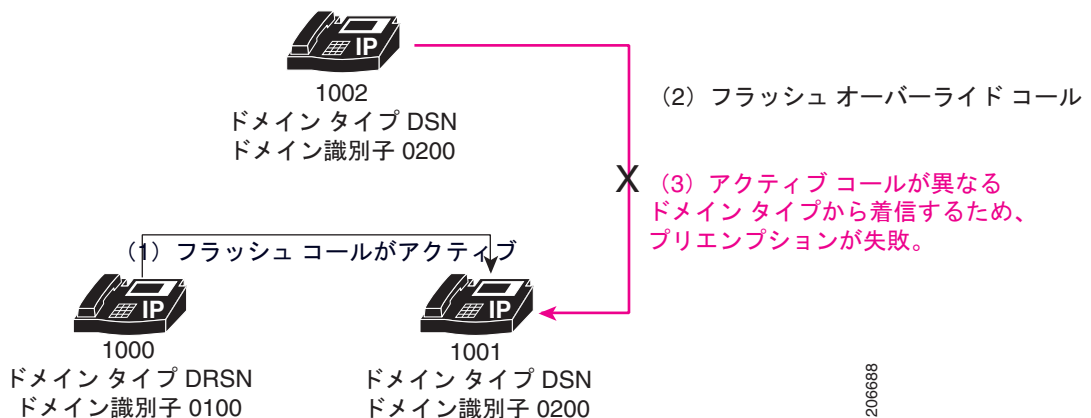 IP
1002
ドメイン タイプ DSN
ドメイン識別子 0200
(2) フラッシュ オーバーライド コール
X
(3) アクティブ コールが異なる
ドメイン タイプから着信するため、
プリエンプションが失敗。
(1) フラッシュ コールがアクティブ
IP
1000
ドメイン タイプ DRSN
ドメイン識別子 0100
IP
1001
ドメイン タイプ DSN
ドメイン識別子 0200
206688